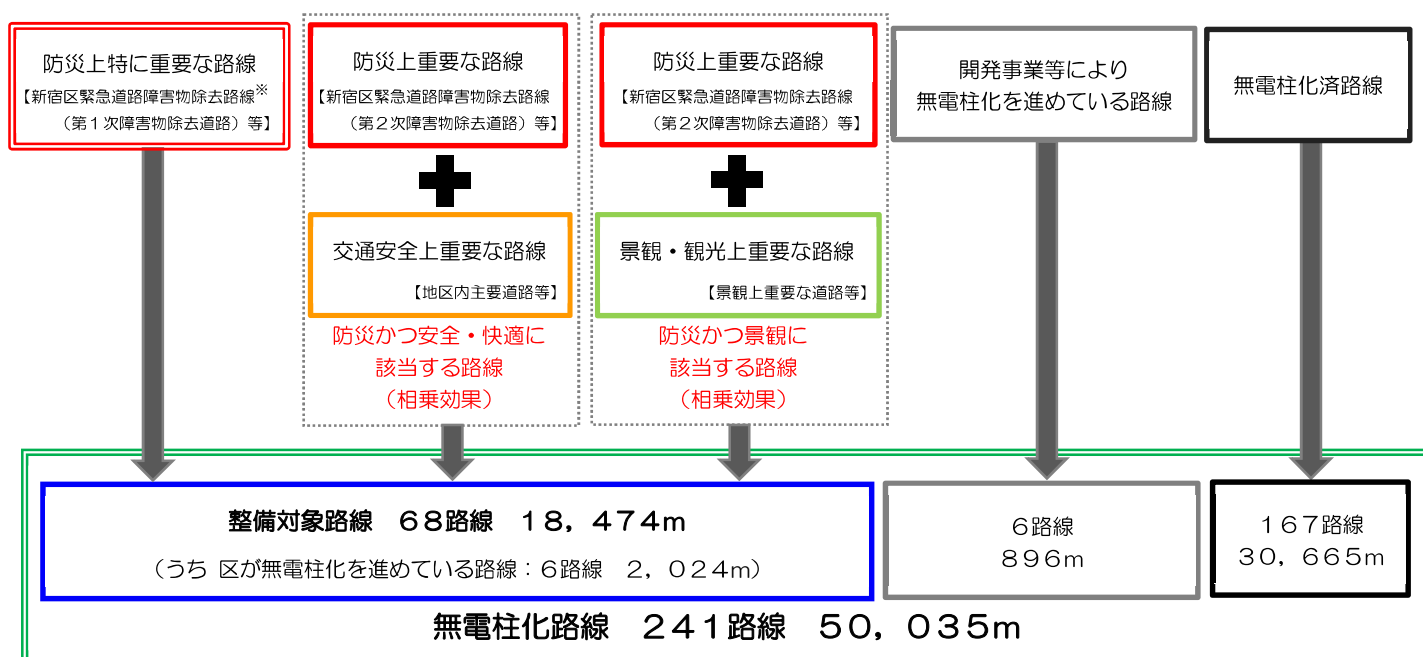 防災上特に重要な路線
【新宿区緊急道路障害物除去路線※
（第１次障害物除去道路）等】
防災上重要な路線
【新宿区緊急道路障害物除去路線
（第２次障害物除去道路）等】
交通安全上重要な路線
【地区内主要道路等】
防災かつ安全・快適に
該当する路線
（相乗効果）
防災上重要な路線
【新宿区緊急道路障害物除去路線
（第２次障害物除去道路）等】
景観・観光上重要な路線
【景観上重要な道路等】
防災かつ景観に
該当する路線
（相乗効果）
開発事業等により
無電柱化を進めている路線
無電柱化済路線
整備対象路線　６８路線　１８，４７４ｍ
（うち 区が無電柱化を進めている路線：６路線　２，０２４ｍ）
６路線
８９６ｍ
１６７路線
３０，６６５ｍ
無電柱化路線　２４１路線　５０，０３５ｍ